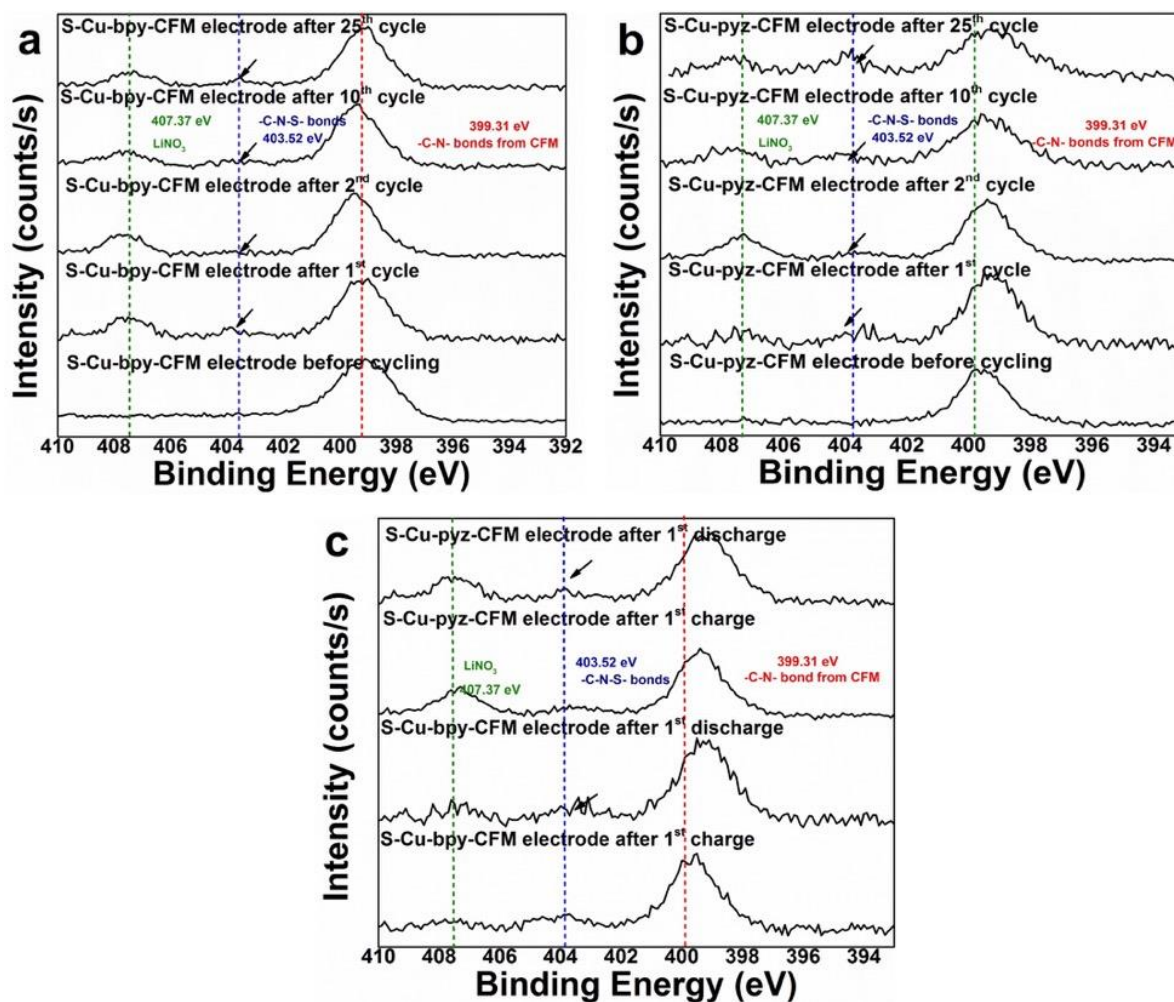 a
S-Cu-bpy-CFM electrode after 25th cycle
S-Cu-bpy-CFM electrode after 10th cycle
407.37 eV
LiNO3
-C-N-S- bonds
403.52 eV
399.31 eV
-C-N- bonds from CFM
S-Cu-bpy-CFM electrode after 2nd cycle
S-Cu-bpy-CFM electrode after 1st cycle
S-Cu-bpy-CFM electrode before cycling
Intensity (counts/s)
410 408 406 404 402 400 398 396 394 392
Binding Energy (eV)
b
S-Cu-pyz-CFM electrode after 25th cycle
S-Cu-pyz-CFM electrode after 10th cycle
407.37 eV
LiNO3
-C-N-S- bonds
403.52 eV
399.31 eV
-C-N- bonds from CFM
S-Cu-pyz-CFM electrode after 2nd cycle
S-Cu-pyz-CFM electrode after 1st cycle
S-Cu-pyz-CFM electrode before cycling
Intensity (counts/s)
410 408 406 404 402 400 398 396 394
Binding Energy (eV)
c
S-Cu-pyz-CFM electrode after 1st discharge
S-Cu-pyz-CFM electrode after 1st charge
LiNO3
407.37 eV
403.52 eV
-C-N-S- bonds
399.31 eV
-C-N- bond from CFM
S-Cu-bpy-CFM electrode after 1st discharge
S-Cu-bpy-CFM electrode after 1st charge
Intensity (counts/s)
410 408 406 404 402 400 398 396 394
Binding Energy (eV)